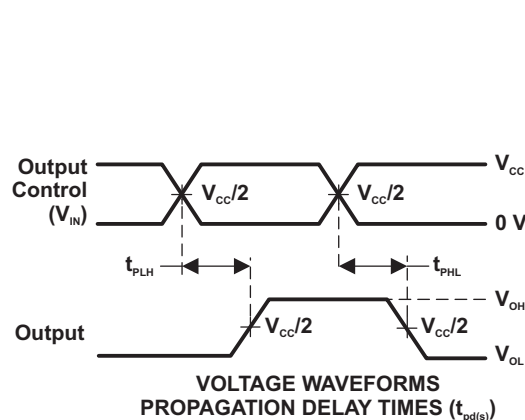 Output
Control
(V_IN)
V_CC/2
V_CC/2
V_CC
0 V
t_PLH
t_PHL
Output
V_CC/2
V_CC/2
V_OH
V_OL
VOLTAGE WAVEFORMS
PROPAGATION DELAY TIMES (t_pd(s))